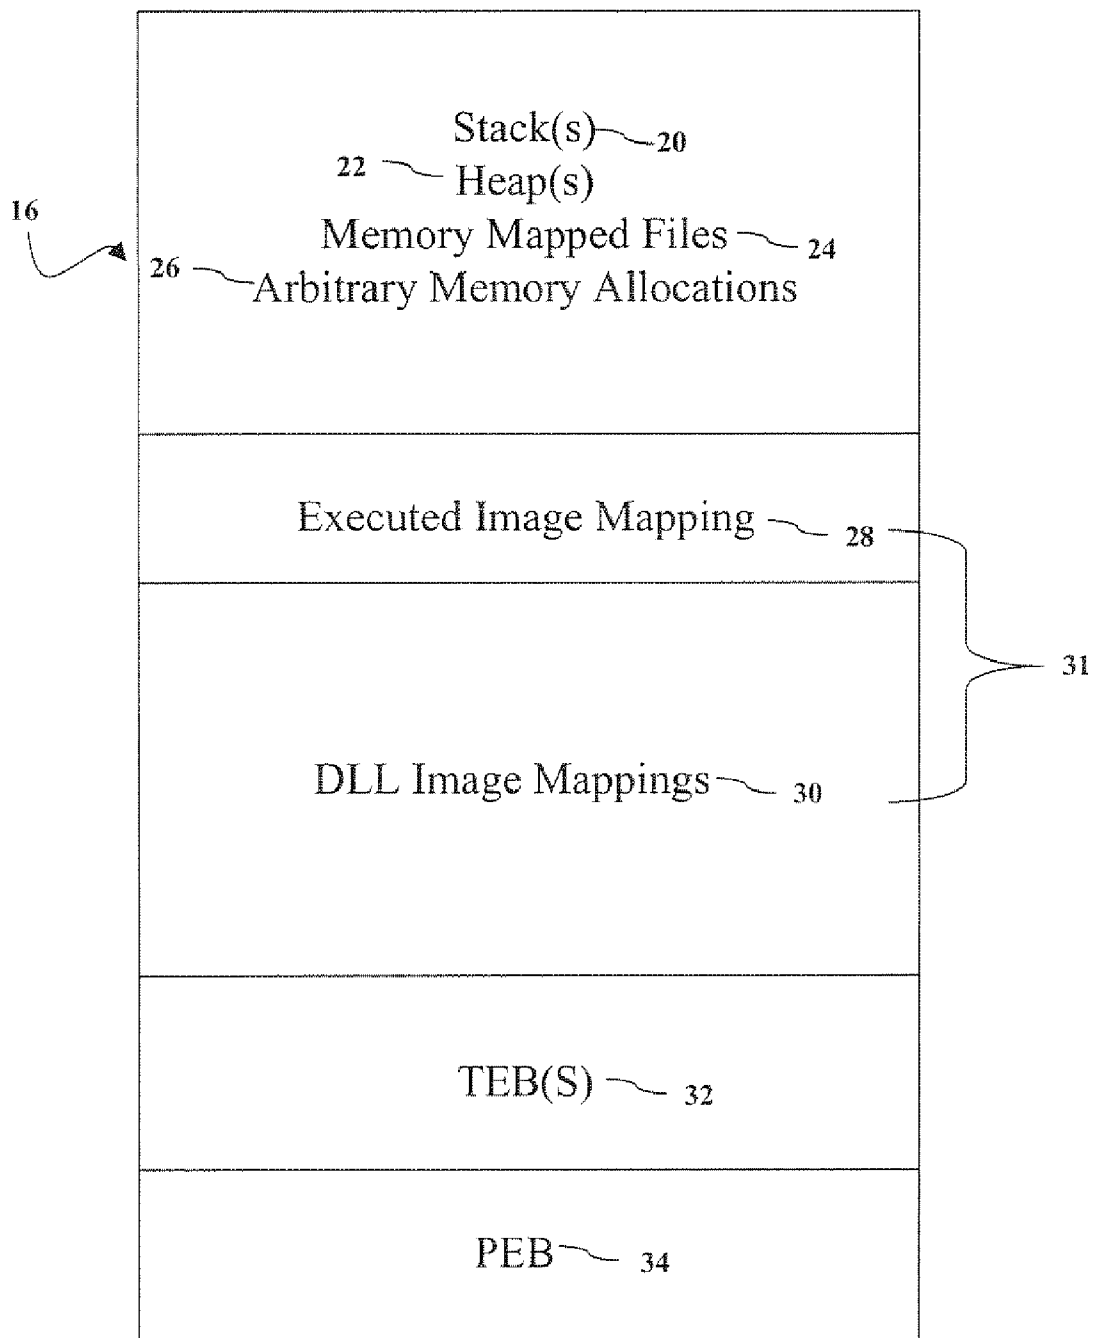 Stack(s) 20
22 Heap(s)
16
Memory Mapped Files 24
26 Arbitrary Memory Allocations
Executed Image Mapping 28
31
DLL Image Mappings 30
TEB(S) 32
PEB 34